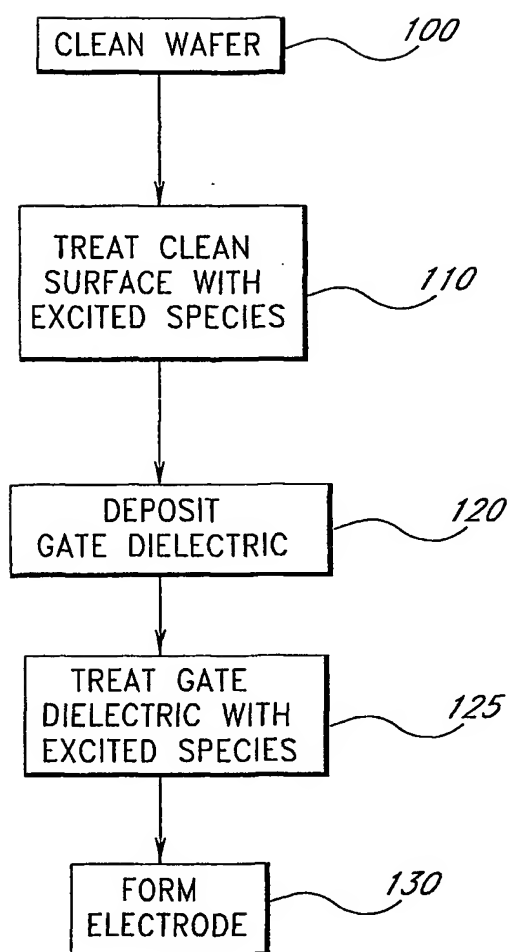 CLEAN WAFER
100
TREAT CLEAN
SURFACE WITH
EXCITED SPECIES
110
DEPOSIT
GATE DIELECTRIC
120
TREAT GATE
DIELECTRIC WITH
EXCITED SPECIES
125
FORM
ELECTRODE
130